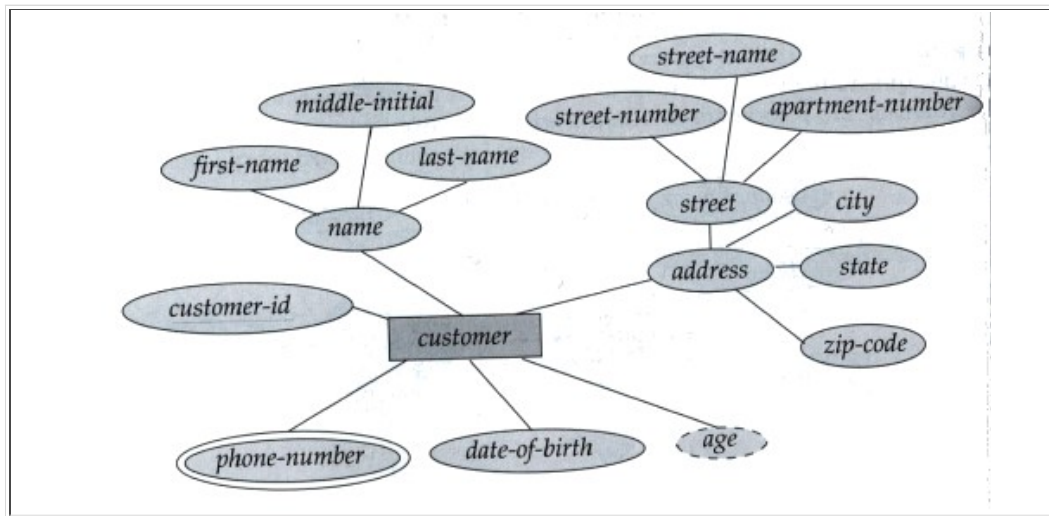 street-name
middle-initial
street-number
apartment-number
first-name
last-name
street
city
name
address
state
customer-id
customer
zip-code
phone-number
date-of-birth
age